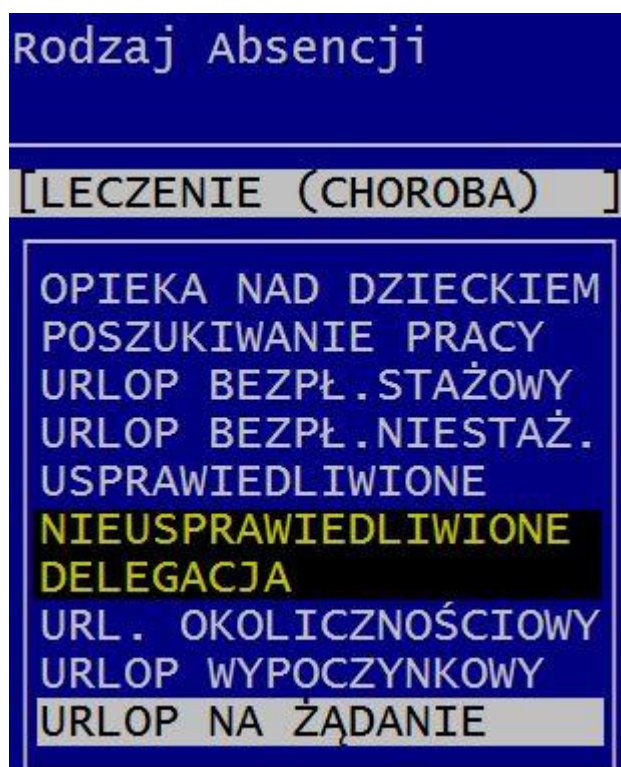 Rodzaj Absencji
[LECZENIE (CHOROBA) ]
OPIEKA NAD DZIECKIEM
POSZUKIWANIE PRACY
URLOP BEZPŁ.STAŻOWY
URLOP BEZPŁ.NIESTAŻ.
USPRAWIEDLIWIONE
NIEUSPRAWIEDLIWIONE
DELEGACJA
URL. OKOLICZNOŚCIOWY
URLOP WYPOCZYNKOWY
URLOP NA ŻĄDANIE